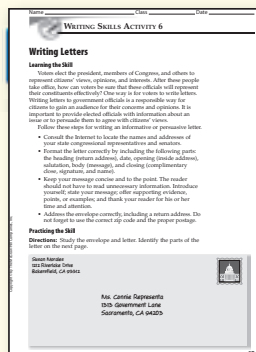 Name Class Date
WRITING SKILLS ACTIVITY 6
Writing Letters
Learning the Skill
Voters elect the president, members of Congress, and others to
represent citizens' views, opinions, and interests. After these people
take office, how can voters be sure that these officials will represent
their constituents effectively? One way is for voters to write letters.
Writing letters to government officials is a responsible way for
citizens to gain an audience for their concerns and opinions. It is
important to provide elected officials with information about an
issue or to persuade them to agree with citizens' views.
Follow these steps for writing an informative or persuasive letter.
• Consult the Internet to locate the names and addresses of
your state congressional representatives and senators.
• Format the letter correctly by including the following parts:
the heading (return address), date, opening (inside address),
salutation, body (message), and closing (complimentary
close, signature, and name).
• Keep your message concise and to the point. The reader
should not have to read unnecessary information. Introduce
yourself; state your message; offer supporting evidence,
points, or examples; and thank your reader for his or her
time and attention.
• Address the envelope correctly, including a return address. Do
not forget to use the correct zip code and the proper postage.
Practicing the Skill
Directions: Study the envelope and letter. Identify the parts of the
letter on the next page.
Riverlake Drive
Bakersfield, CA
Ms. Connie Representa
1313 Government Lane
Sacramento, CA 94203